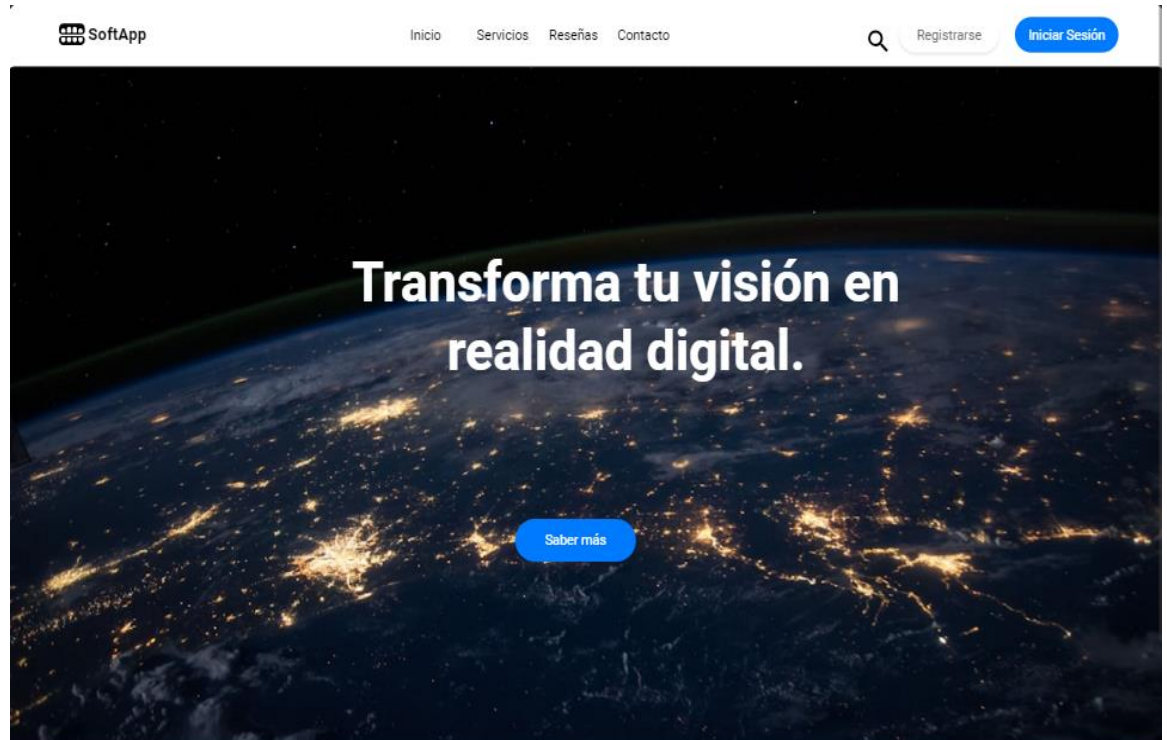 SoftApp
Inicio Servicios Reseñas Contacto
Registrarse
Iniciar Sesión
Transforma tu visión en
realidad digital.
Saber más